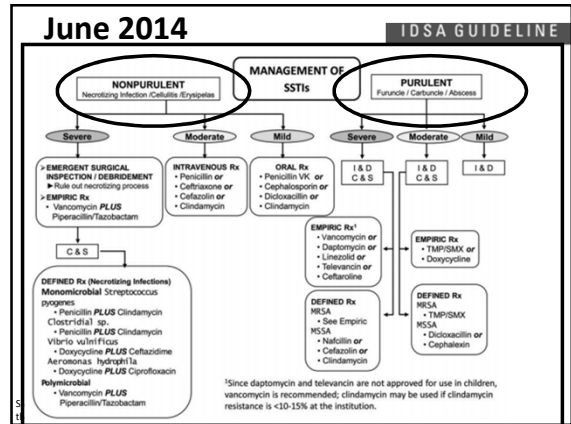 June 2014
IDSA GUIDELINE
MANAGEMENT OF
SSTIs
NONPURULENT
Necrotizing Infection /Cellulitis /Erysipelas
PURULENT
Furuncle / Carbuncle / Abscess
Severe
Moderate
Mild
Severe
Moderate
Mild
➢EMERGENT SURGICAL
INSPECTION / DEBRIDEMENT
►Rule out necrotizing process
➢EMPIRIC Rx
• Vancomycin PLUS
Piperacillin/Tazobactam
INTRAVENOUS Rx
• Penicillin or
• Ceftriaxone or
• Cefazolin or
• Clindamycin
ORAL Rx
• Penicillin VK or
• Cephalosporin or
• Dicloxacillin or
• Clindamycin
I & D
C & S
I & D
C & S
I & D
C & S
EMPIRIC Rx¹
• Vancomycin or
• Daptomycin or
• Linezolid or
• Televancin or
• Ceftaroline
EMPIRIC Rx
• TMP/SMX or
• Doxycycline
DEFINED Rx (Necrotizing Infections)
Monomicrobial Streptococcus
pyogenes
• Penicillin PLUS Clindamycin
Clostridial sp.
• Penicillin PLUS Clindamycin
Vibrio vulnificus
• Doxycycline PLUS Ceftazidime
Aeromonas hydrophila
• Doxycycline PLUS Ciprofloxacin
Polymicrobial
• Vancomycin PLUS
Piperacillin/Tazobactam
DEFINED Rx
MRSA
• See Empiric
MSSA
• Nafcillin or
• Cefazolin or
• Clindamycin
DEFINED Rx
MRSA
• TMP/SMX
MSSA
• Dicloxacillin or
• Cephalexin
¹Since daptomycin and televancin are not approved for use in children,
vancomycin is recommended; clindamycin may be used if clindamycin
resistance is <10-15% at the institution.